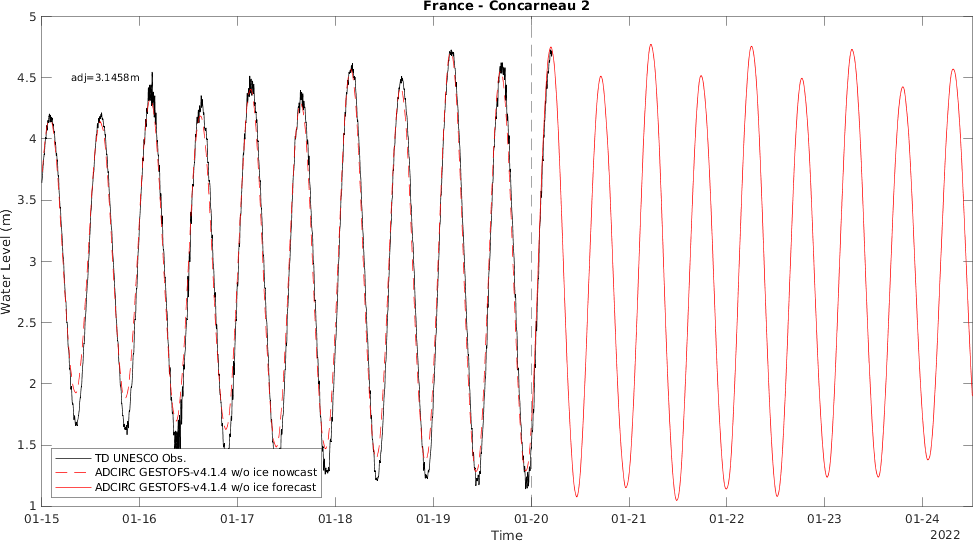 France - Concarneau 2
adj=3.1458m
5
4.5
4
3.5
3
2.5
2
1.5
1
Water Level (m)
TD UNESCO Obs.
ADCIRC GESTOFS-v4.1.4 w/o ice nowcast
ADCIRC GESTOFS-v4.1.4 w/o ice forecast
01-15 01-16 01-17 01-18 01-19 01-20 01-21 01-22 01-23 01-24
Time
2022